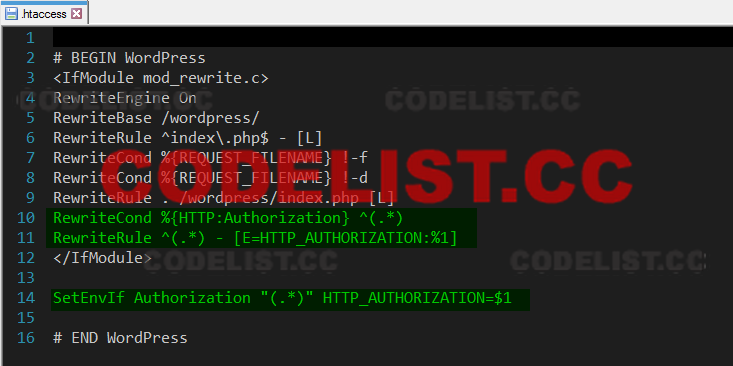 .htaccess
1
2 # BEGIN WordPress
3 <IfModule mod_rewrite.c>
4 RewriteEngine On
5 RewriteBase /wordpress/
6 RewriteRule ^index\.php$ - [L]
7 RewriteCond %{REQUEST_FILENAME} !-f
8 RewriteCond %{REQUEST_FILENAME} !-d
9 RewriteRule . /wordpress/index.php [L]
10 RewriteCond %{HTTP:Authorization} ^(.*)
11 RewriteRule ^(.*) - [E=HTTP_AUTHORIZATION:%1]
12 </IfModule>
13
14 SetEnvIf Authorization "(.*)" HTTP_AUTHORIZATION=$1
15
16 # END WordPress
CODELIST.CC
CODELIST.CC
CODELIST.CC
CODELIST.CC
CODELIST.CC